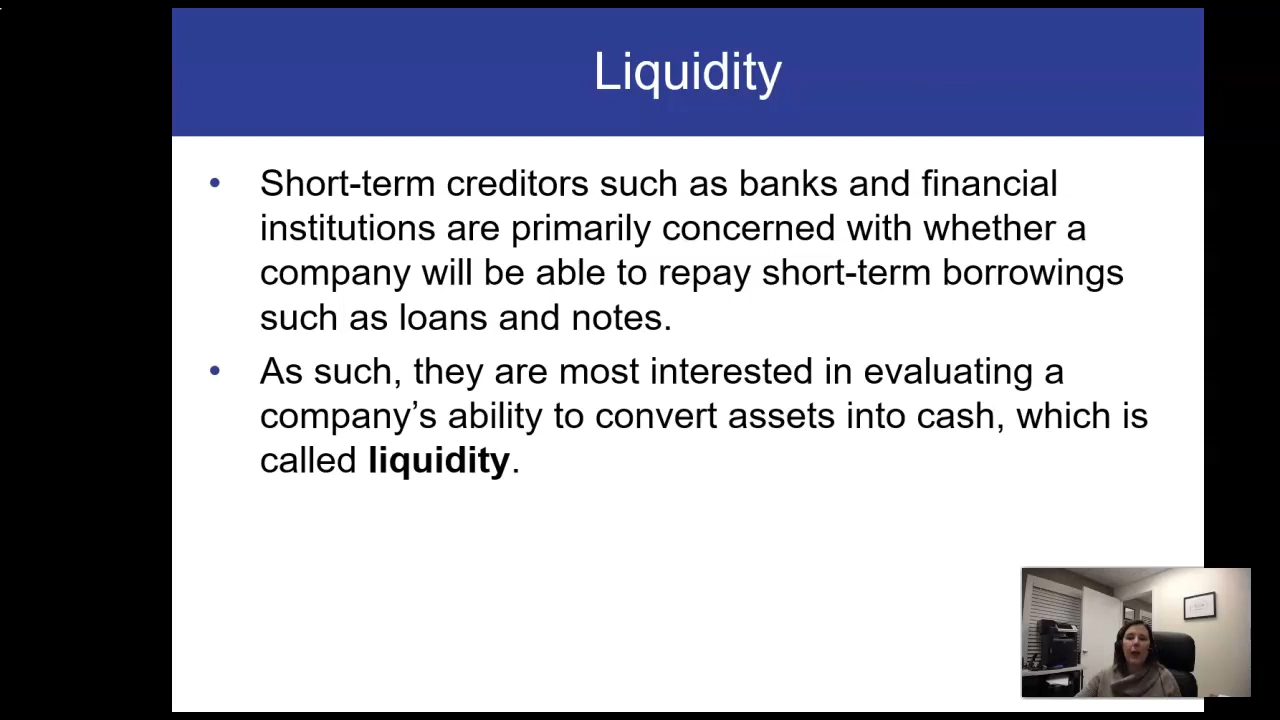 Liquidity
• Short-term creditors such as banks and financial
institutions are primarily concerned with whether a
company will be able to repay short-term borrowings
such as loans and notes.
• As such, they are most interested in evaluating a
company’s ability to convert assets into cash, which is
called liquidity.